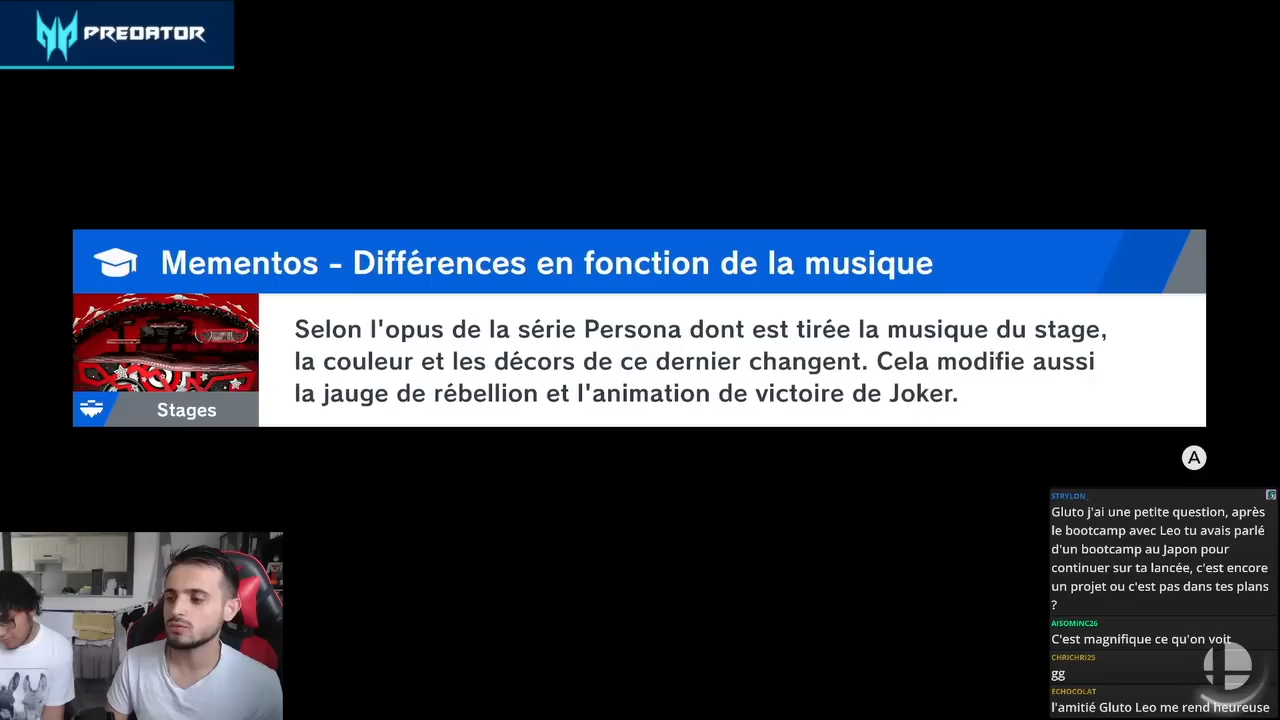 PREDATOR
Mementos - Différences en fonction de la musique
Selon l'opus de la série Persona dont est tirée la musique du stage,
la couleur et les décors de ce dernier changent. Cela modifie aussi
la jauge de rébellion et l'animation de victoire de Joker.
Stages
A
STRYLON_
Gluto j'ai une petite question, après
le bootcamp avec Leo tu avais parlé
d'un bootcamp au Japon pour
continuer sur ta lancée, c'est encore
un projet ou c'est pas dans tes plans
?
AISOMINC26
C'est magnifique ce qu'on voit
CHRICHRI25
gg
ECHOCOLAT
l'amitié Gluto Leo me rend heureuse